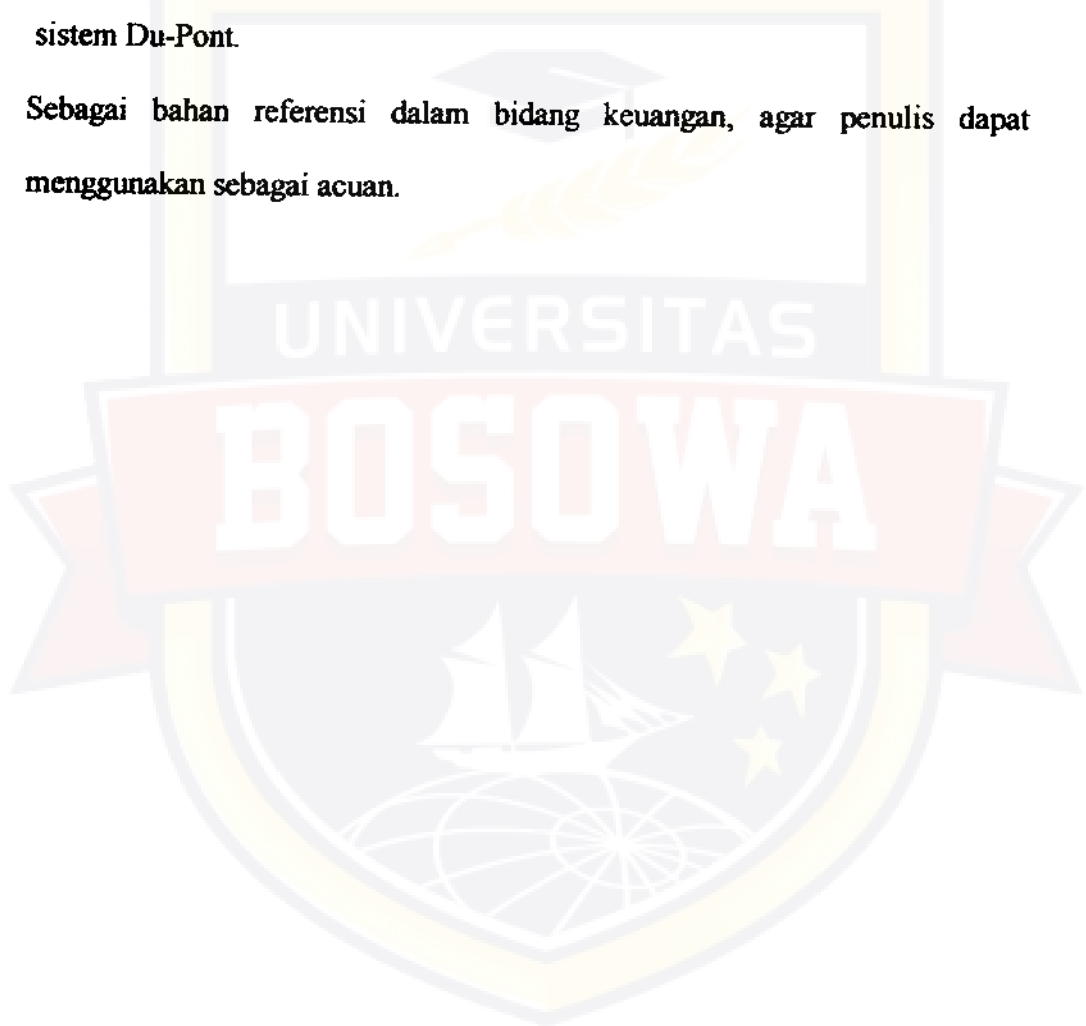 sistem Du-Pont.
Sebagai bahan referensi dalam bidang keuangan, agar penulis dapat
menggunakan sebagai acuan.
UNIVERSITAS
BOSOWA